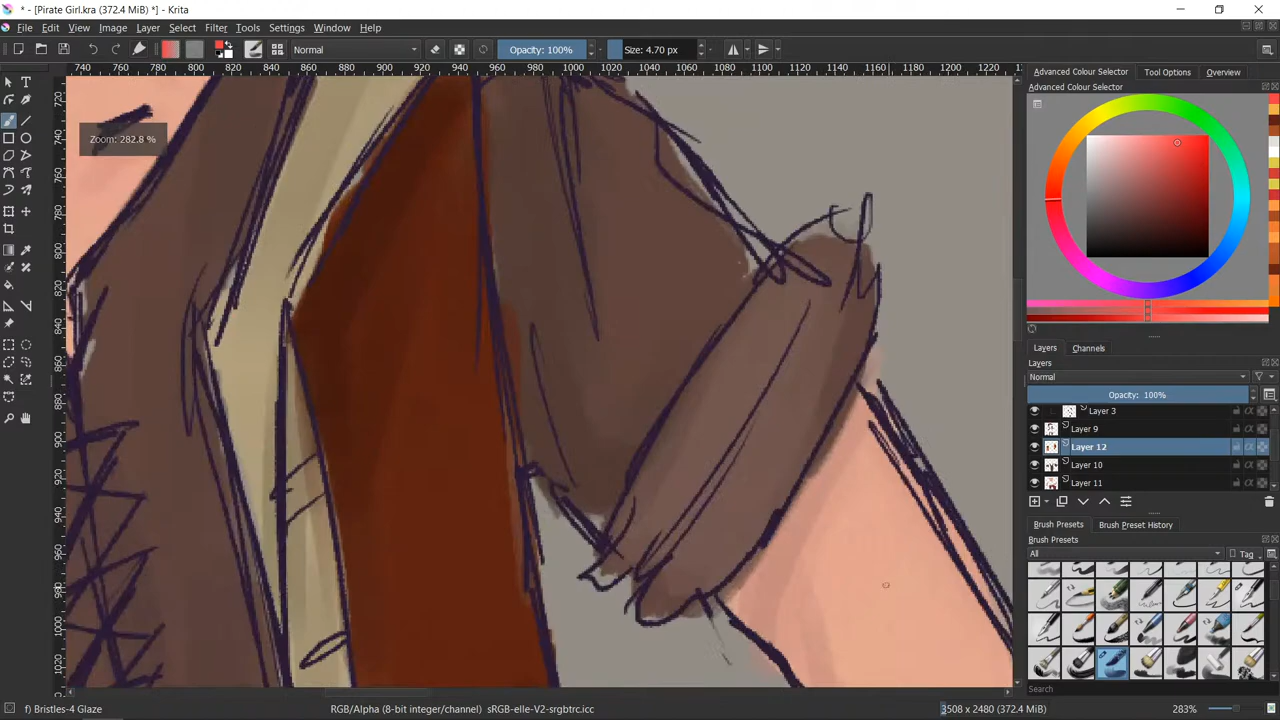 * - [Pirate Girl.kra (372.4 MiB) *] - Krita
File Edit View Image Layer Select Filter Tools Settings Window Help
Normal Opacity: 100% Size: 4.70 px
740 760 780 800 820 840 860 880 900 920 940 960 980 1000 1020 1040 1060 1080 1100 1120 1140 1160 1180 1200 1220
Zoom: 282.8 %
Advanced Colour Selector Tool Options Overview
Advanced Colour Selector
Layers Channels
Layers
Normal
Opacity: 100%
Layer 3
Layer 9
Layer 12
Layer 10
Layer 11
Brush Presets Brush Preset History
Brush Presets
All Tag
Search
f) Bristles-4 Glaze RGB/Alpha (8-bit integer/channel) sRGB-elle-V2-srgbtrc.icc 3508 x 2480 (372.4 MiB) 283%